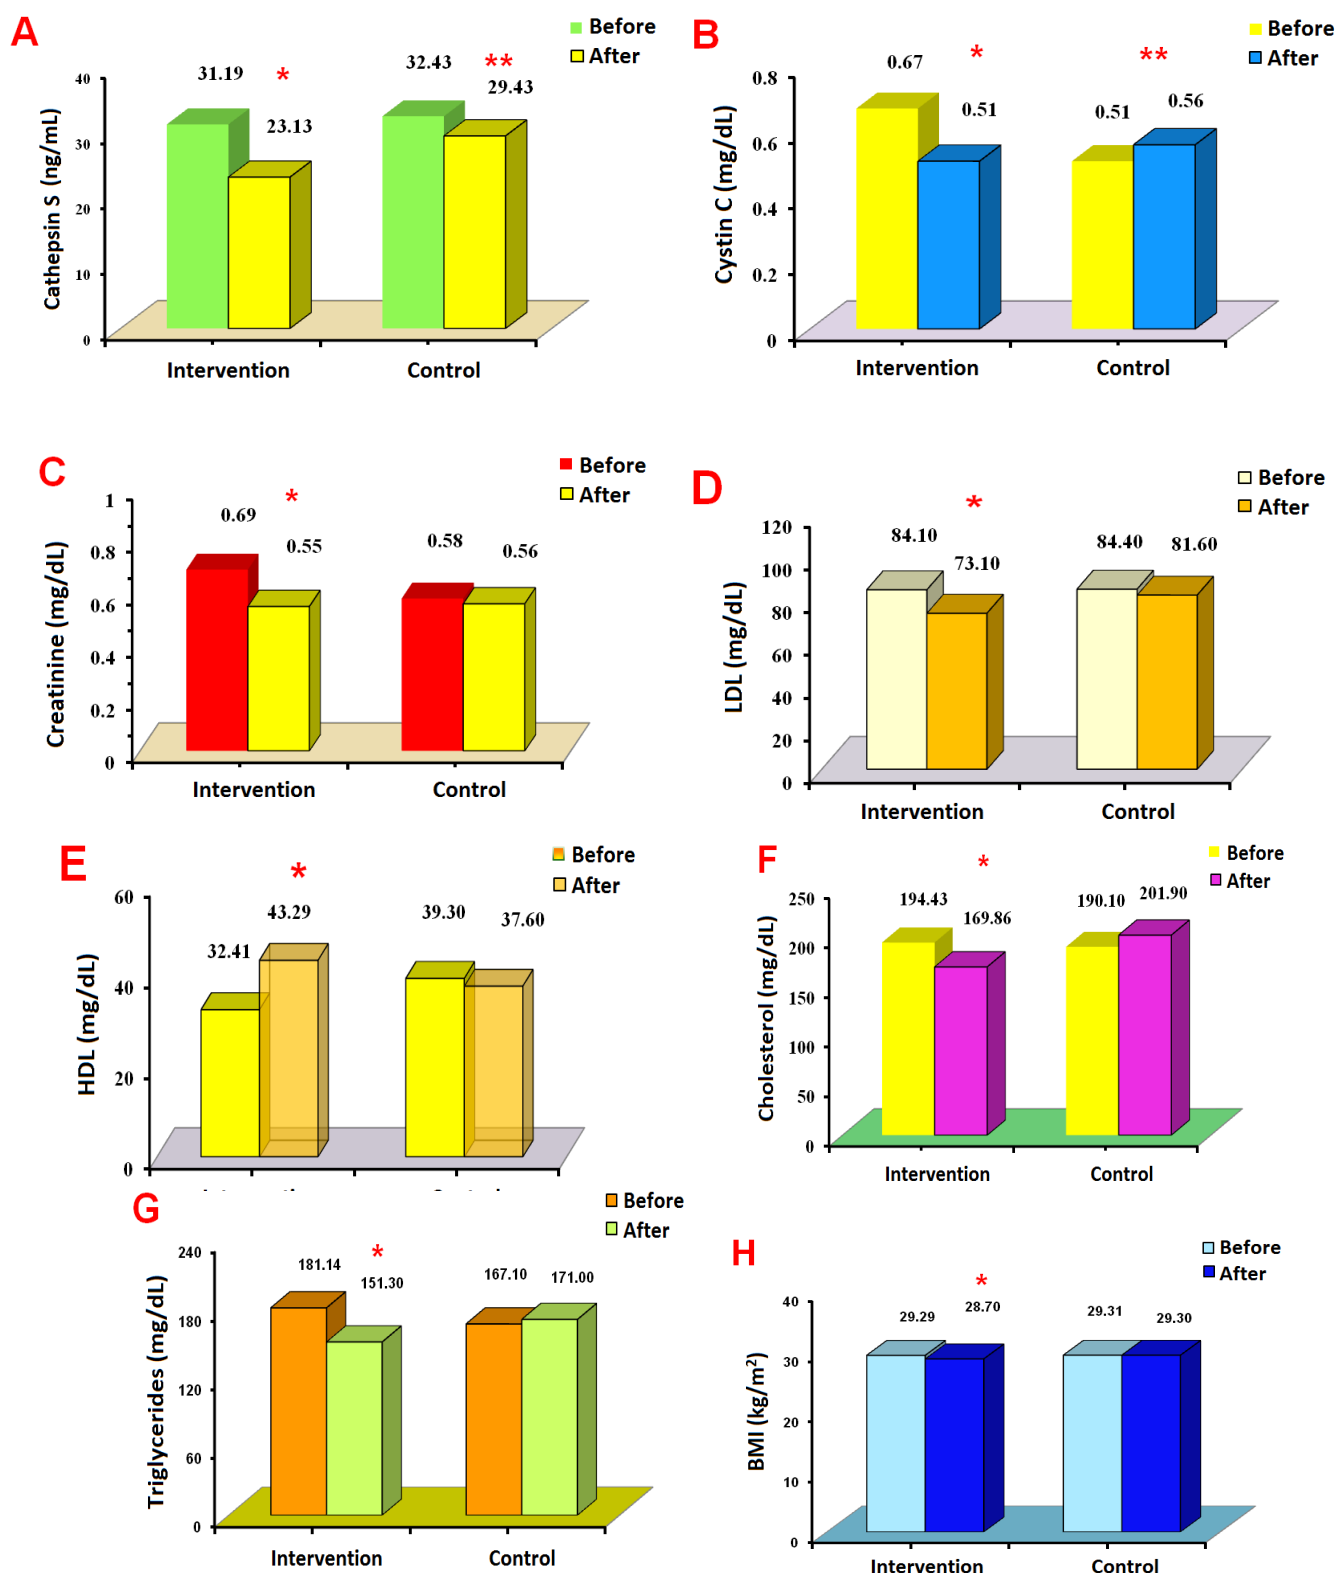 A
Before
After
31.19
*
32.43
**
29.43
23.13
40
30
20
10
0
Cathepsin S (ng/mL)
Intervention
Control
B
Before
After
0.67
*
0.51
0.51
**
0.56
0.8
0.6
0.4
0.2
0
Cystin C (mg/dL)
Intervention
Control
C
Before
After
0.69
*
0.55
0.58
0.56
1
0.8
0.6
0.4
0.2
0
Creatinine (mg/dL)
Intervention
Control
D
Before
After
84.10
*
73.10
84.40
81.60
120
100
80
60
40
20
0
LDL (mg/dL)
Intervention
Control
E
Before
After
*
32.41
43.29
39.30
37.60
60
40
20
0
HDL (mg/dL)
Intervention
Control
F
Before
After
194.43
*
169.86
190.10
201.90
250
200
150
100
50
0
Cholesterol (mg/dL)
Intervention
Control
G
Before
After
181.14
*
151.30
167.10
171.00
240
180
120
60
0
Triglycerides (mg/dL)
Intervention
Control
H
Before
After
29.29
*
28.70
29.31
29.30
40
30
20
10
0
BMI (kg/m²)
Intervention
Control